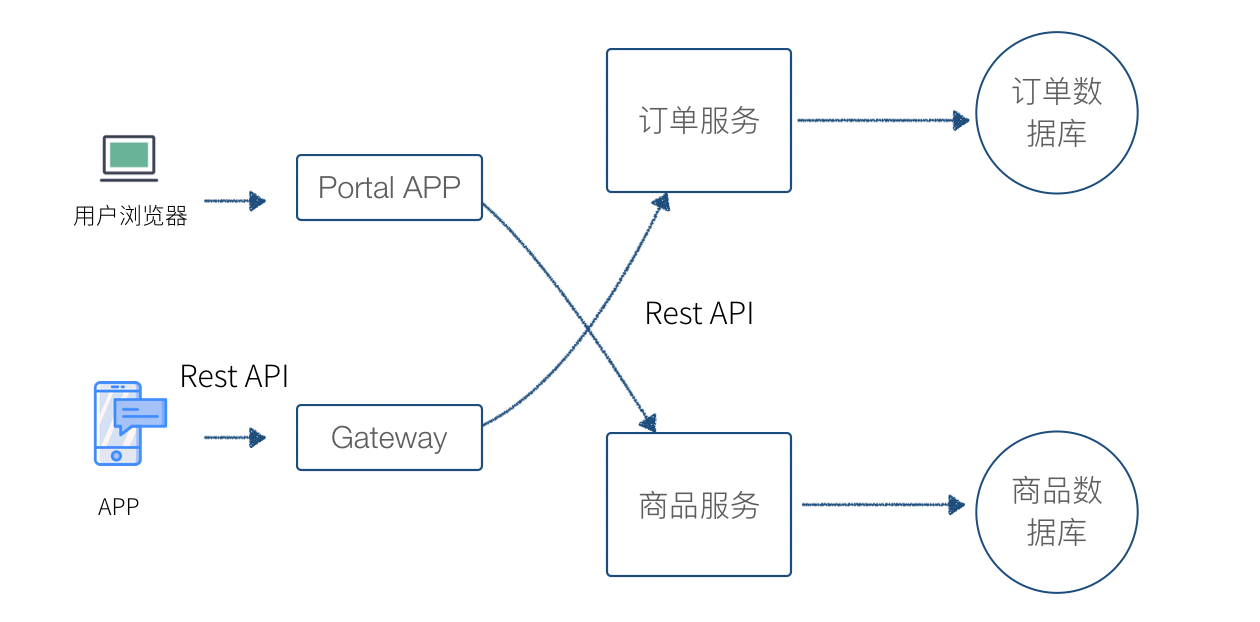 用户浏览器
Portal APP
订单服务
订单数
据库
Rest API
Rest API
APP
Gateway
商品服务
商品数
据库